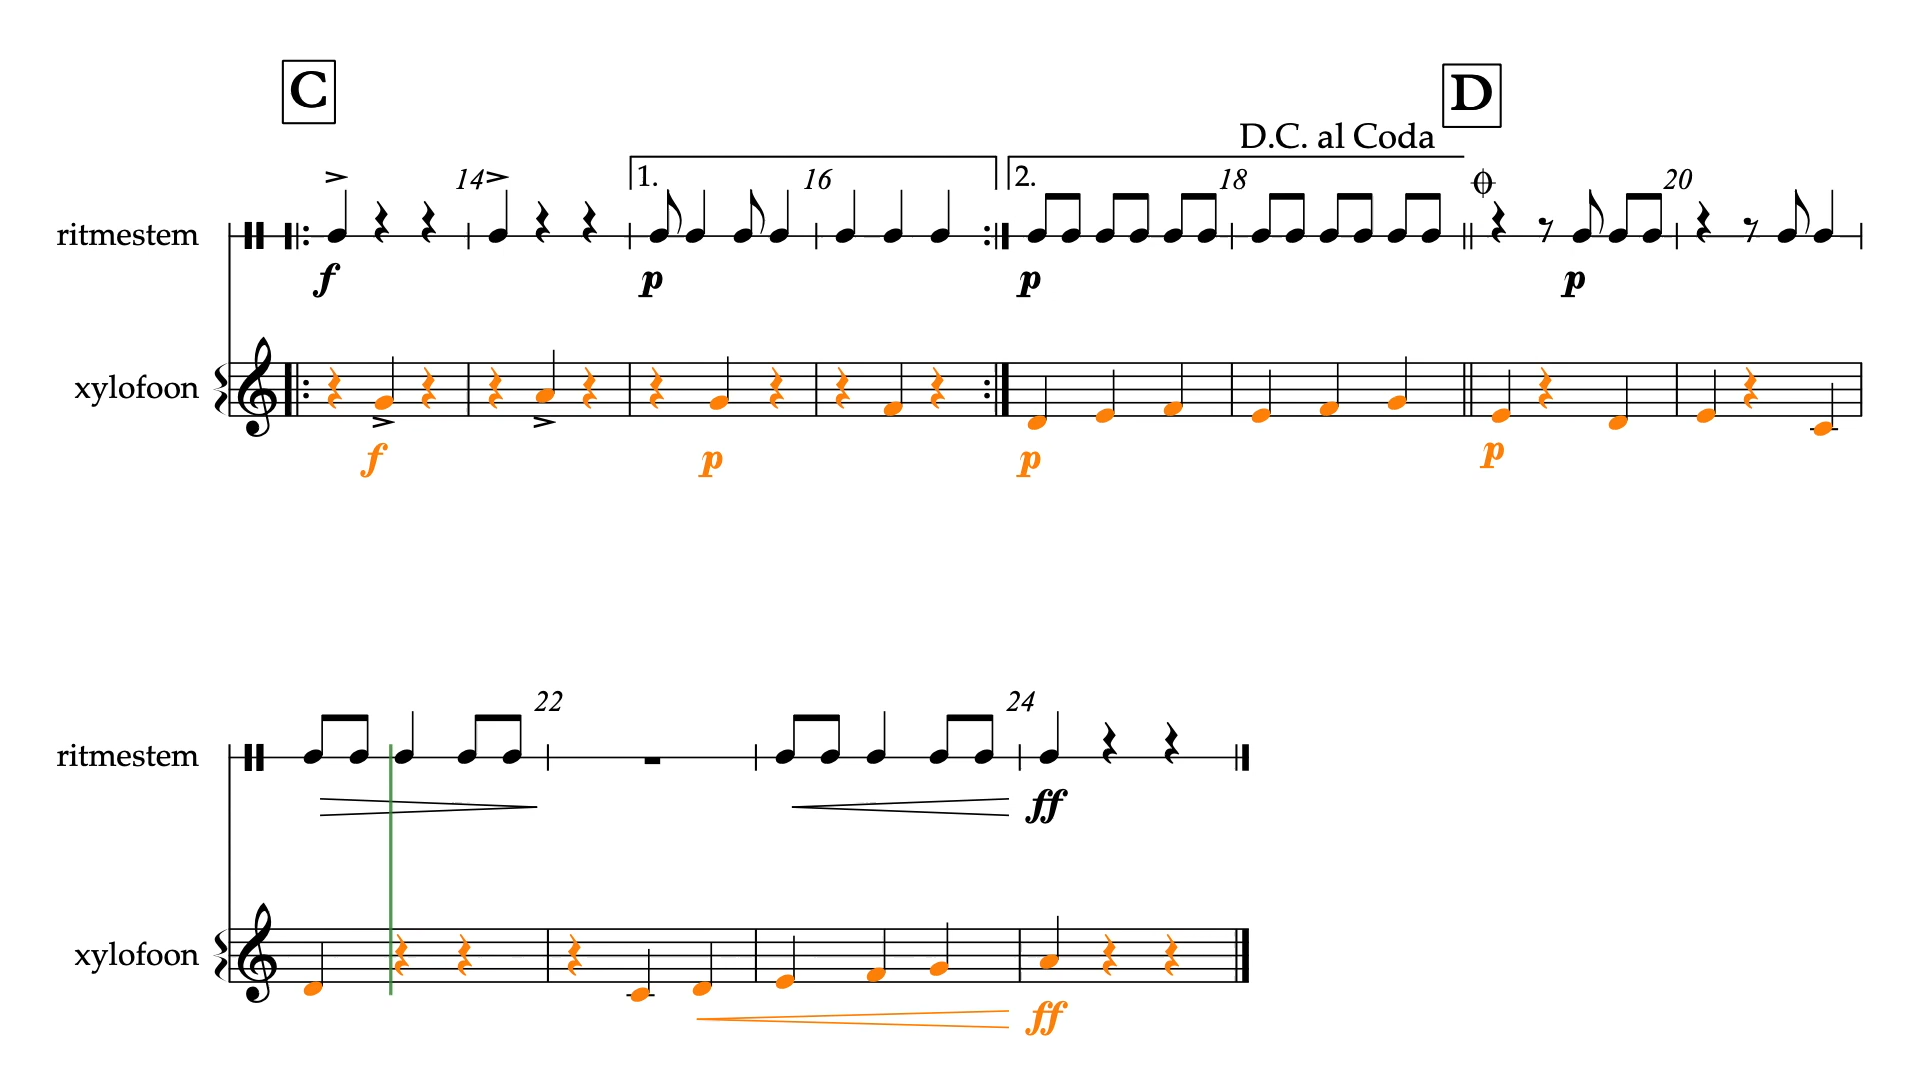 C
D
D.C. al Coda
14 1. 16 2. 18 20
ritmestem
f p p p
xylofoon
f p p p
22 24
ritmestem
ff
xylofoon
ff